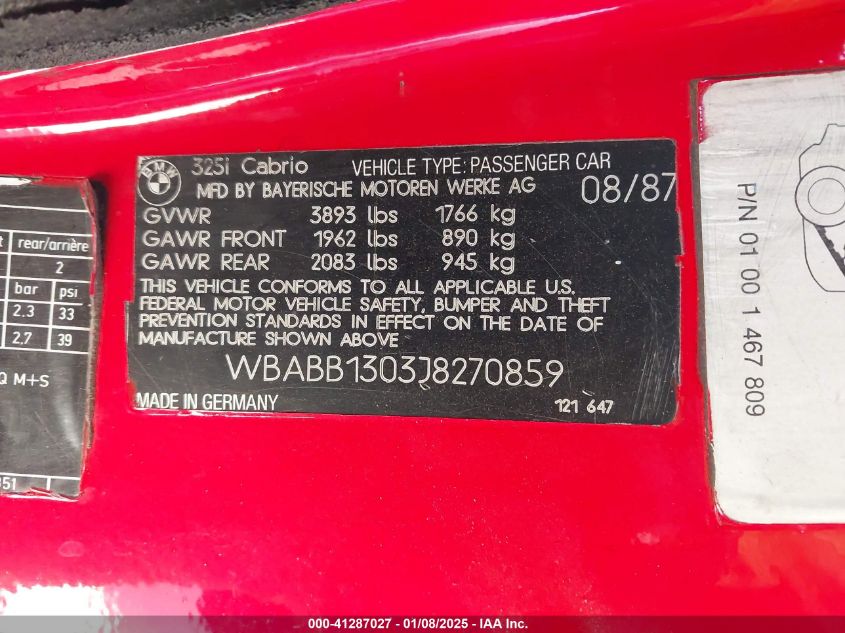 BMW
325i Cabrio VEHICLE TYPE: PASSENGER CAR
MFD BY BAYERISCHE MOTOREN WERKE AG 08/87
GVWR 3893 lbs 1766 kg
GAWR FRONT 1962 lbs 890 kg
GAWR REAR 2083 lbs 945 kg
THIS VEHICLE CONFORMS TO ALL APPLICABLE U.S.
FEDERAL MOTOR VEHICLE SAFETY, BUMPER AND THEFT
PREVENTION STANDARDS IN EFFECT ON THE DATE OF
MANUFACTURE SHOWN ABOVE
WBABB1303J8270859
MADE IN GERMANY 121 647
rear/arrière
2
bar psi
2.3 33
2.7 39
Q M+S
351
P/N 01 00 1 467 809
000-41287027 - 01/08/2025 - IAA Inc.